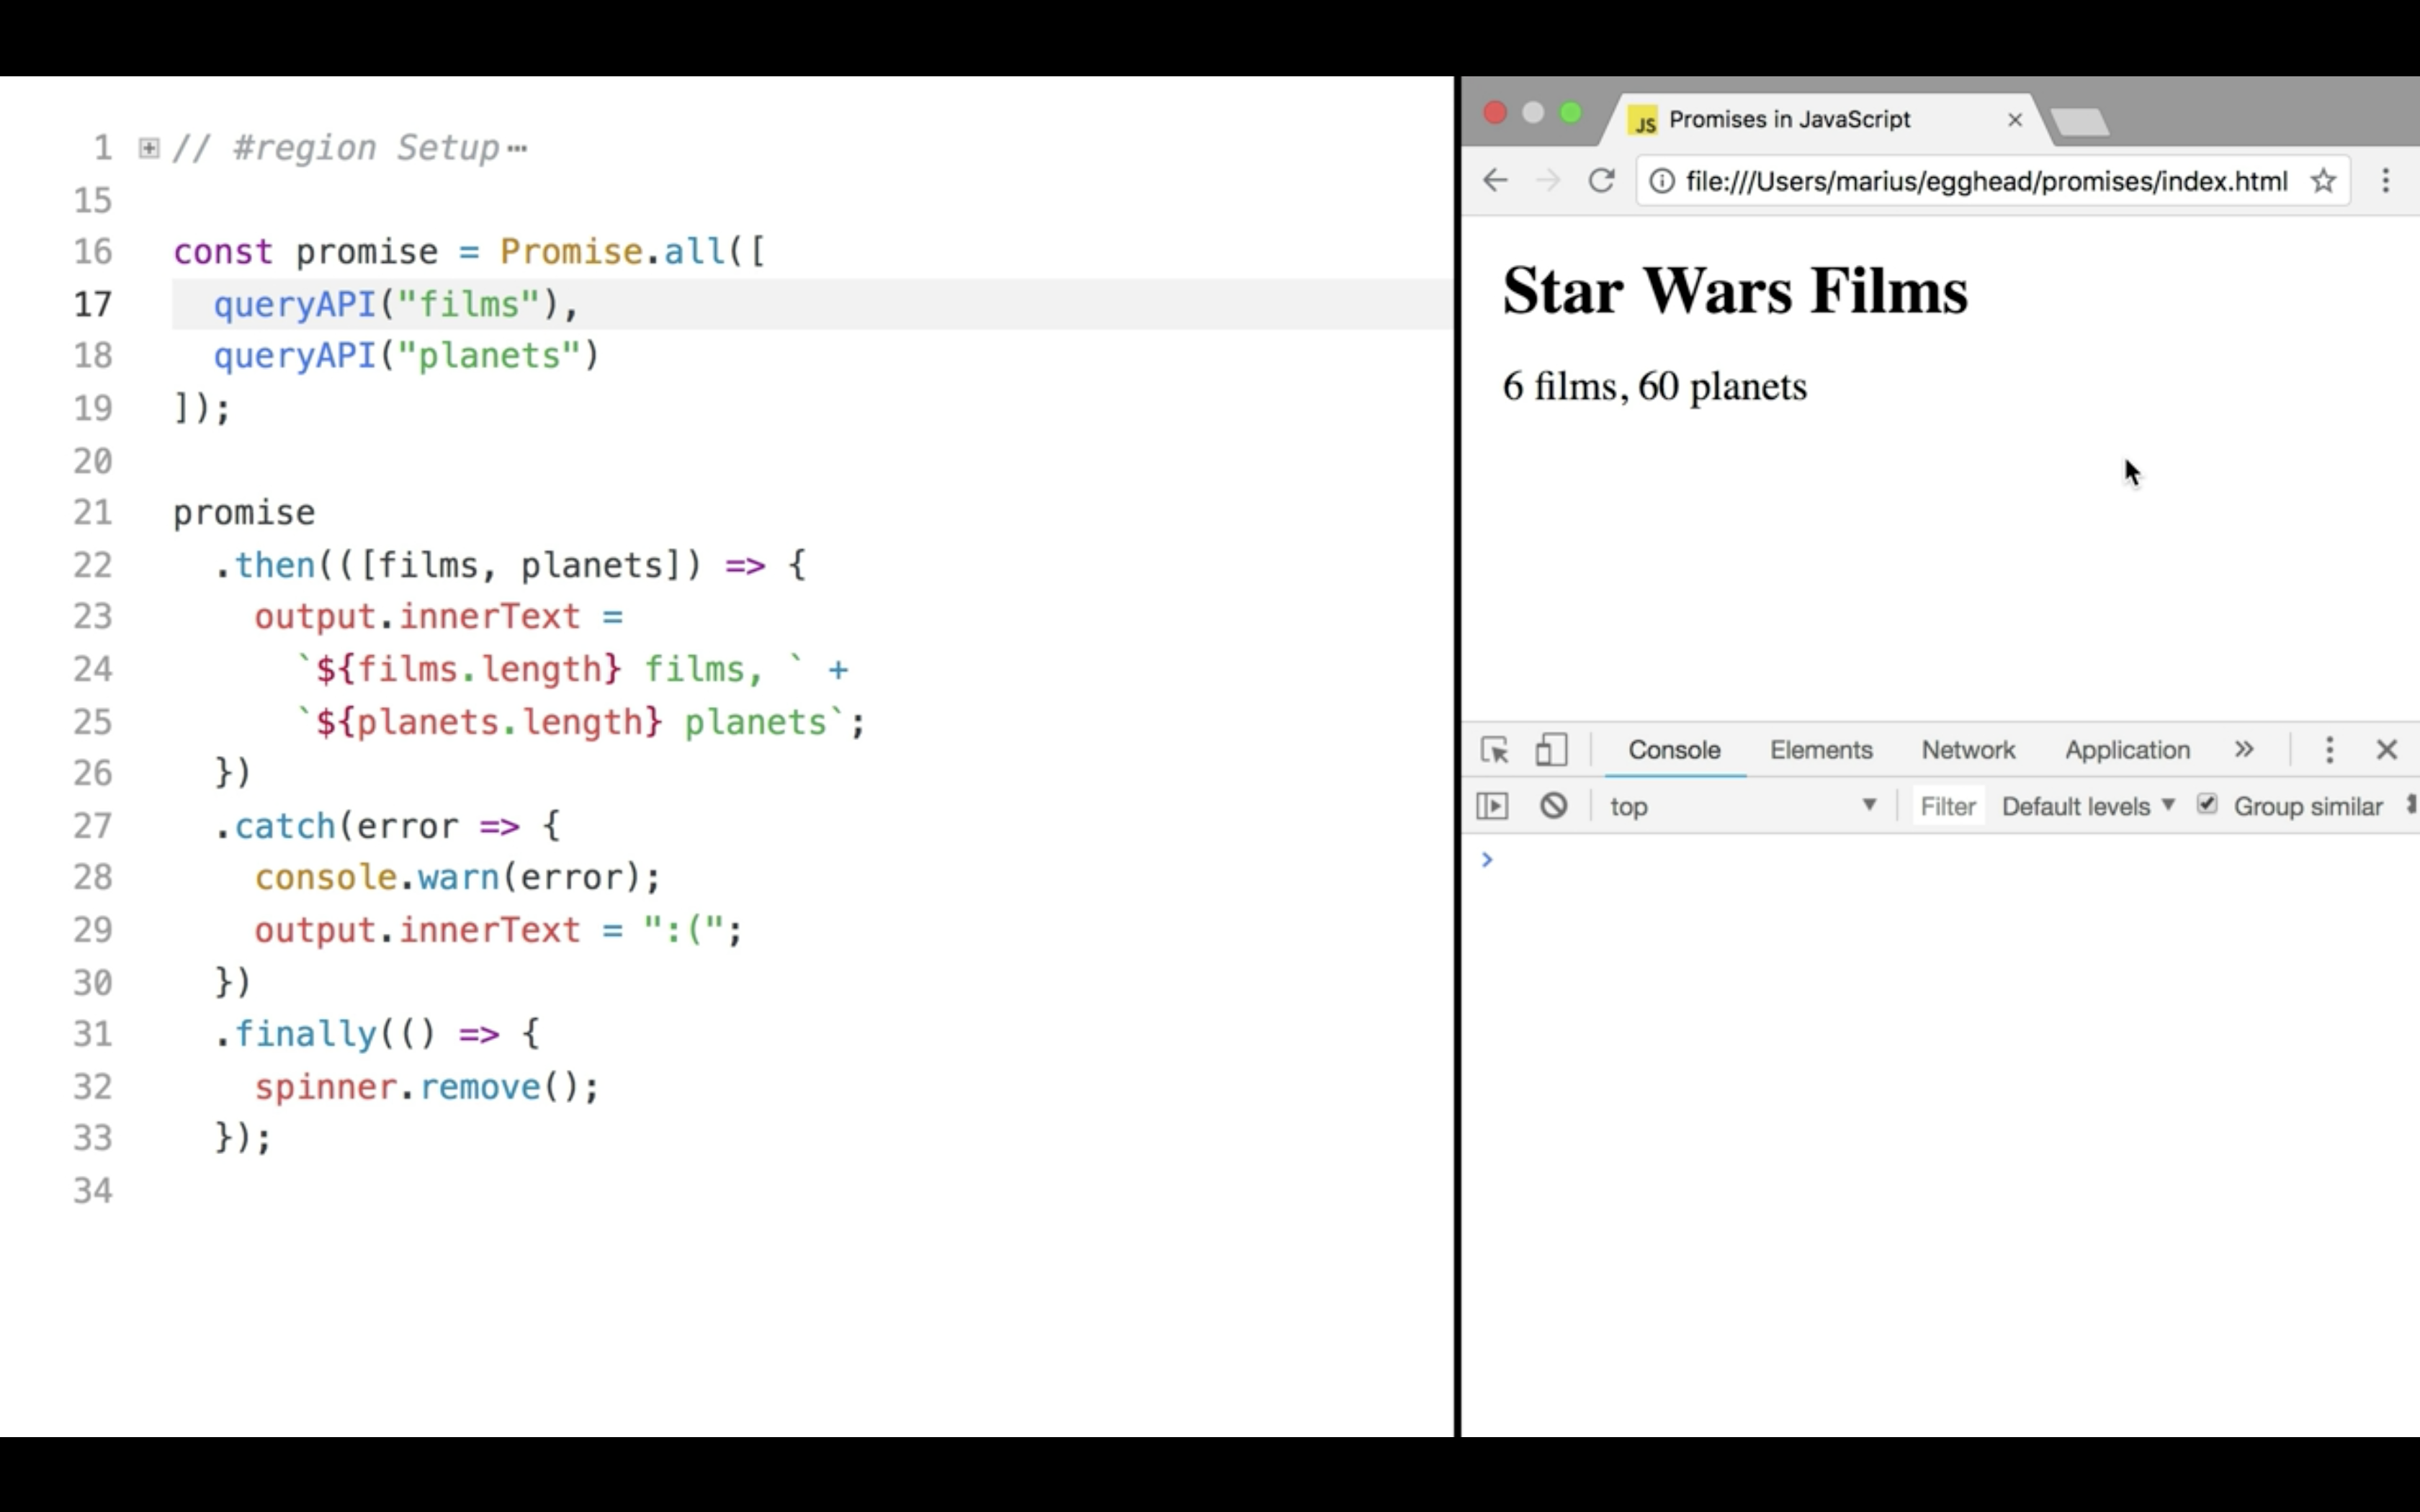 1 // #region Setup⋯
15
16 const promise = Promise.all([
17 queryAPI("films"),
18 queryAPI("planets")
19 ]);
20
21 promise
22 .then(([films, planets]) => {
23 output.innerText =
24 `${films.length} films, ` +
25 `${planets.length} planets`;
26 })
27 .catch(error => {
28 console.warn(error);
29 output.innerText = ":(";
30 })
31 .finally(() => {
32 spinner.remove();
33 });
34
JS Promises in JavaScript
file:///Users/marius/egghead/promises/index.html
Star Wars Films
6 films, 60 planets
Console Elements Network Application »
top Filter Default levels Group similar